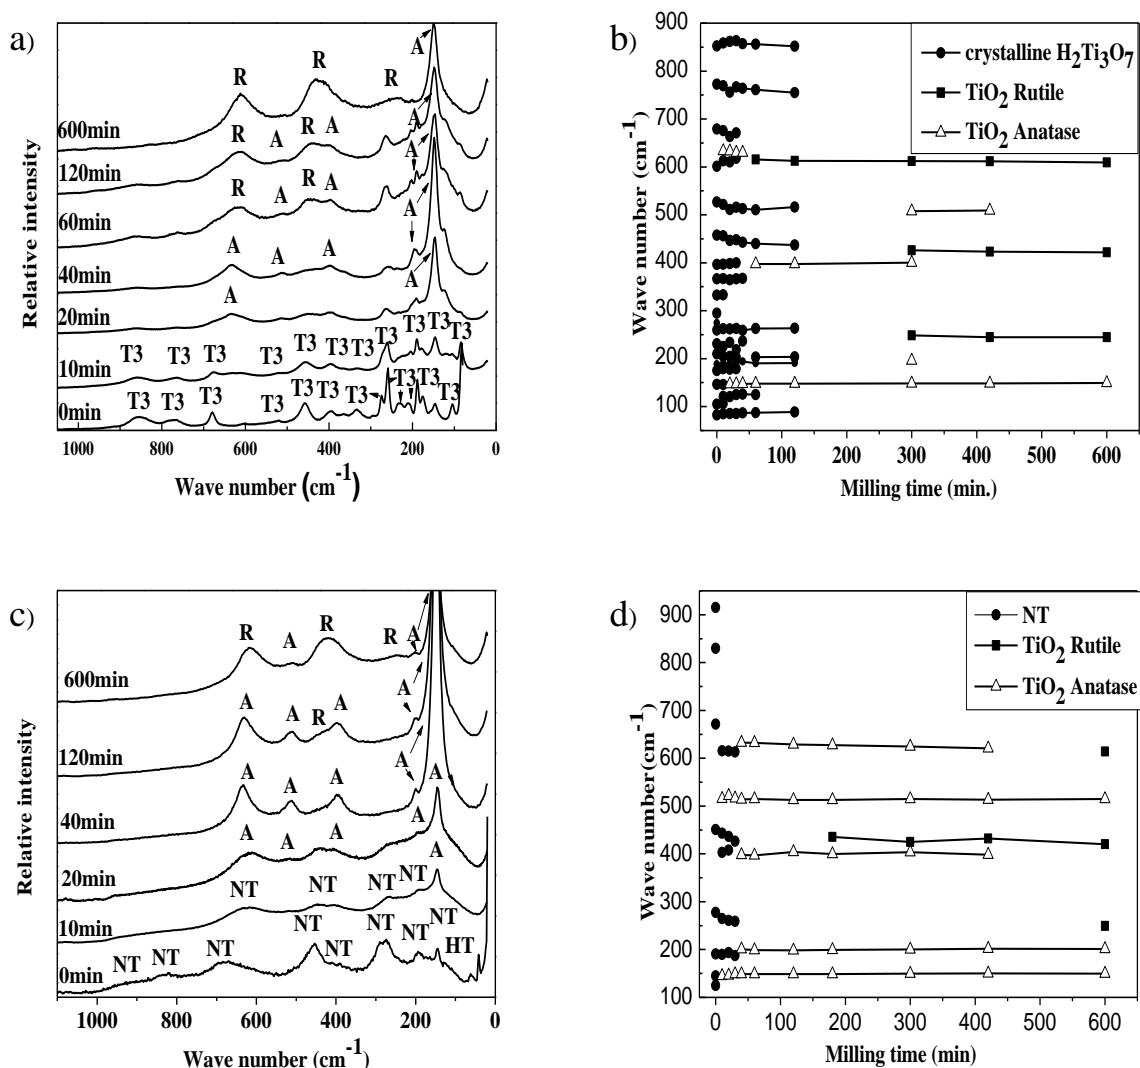 a)
Relative intensity
600min
120min
60min
40min
20min
10min
0min
R R R A
R A R A A
R A R A A
A A A A
A A
T3 T3 T3 T3 T3 T3 T3 T3 T3 T3 T3
T3 T3 T3 T3 T3 T3 T3 T3 T3 T3 T3
1000 800 600 400 200 0
Wave number (cm-1)
b)
Wave number (cm-1)
900
800
700
600
500
400
300
200
100
crystalline H2Ti3O7
TiO2 Rutile
TiO2 Anatase
0 100 200 300 400 500 600
Milling time (min.)
c)
Relative intensity
600min
120min
40min
20min
10min
0min
R A R R A
A A R A A
A A A A A
A A A A A
NT NT NT NT
NT NT NT NT NT NT NT NT HT
1000 800 600 400 200 0
Wave number (cm-1)
d)
Wave number(cm-1)
900
800
700
600
500
400
300
200
100
NT
TiO2 Rutile
TiO2 Anatase
0 100 200 300 400 500 600
Milling time (min)